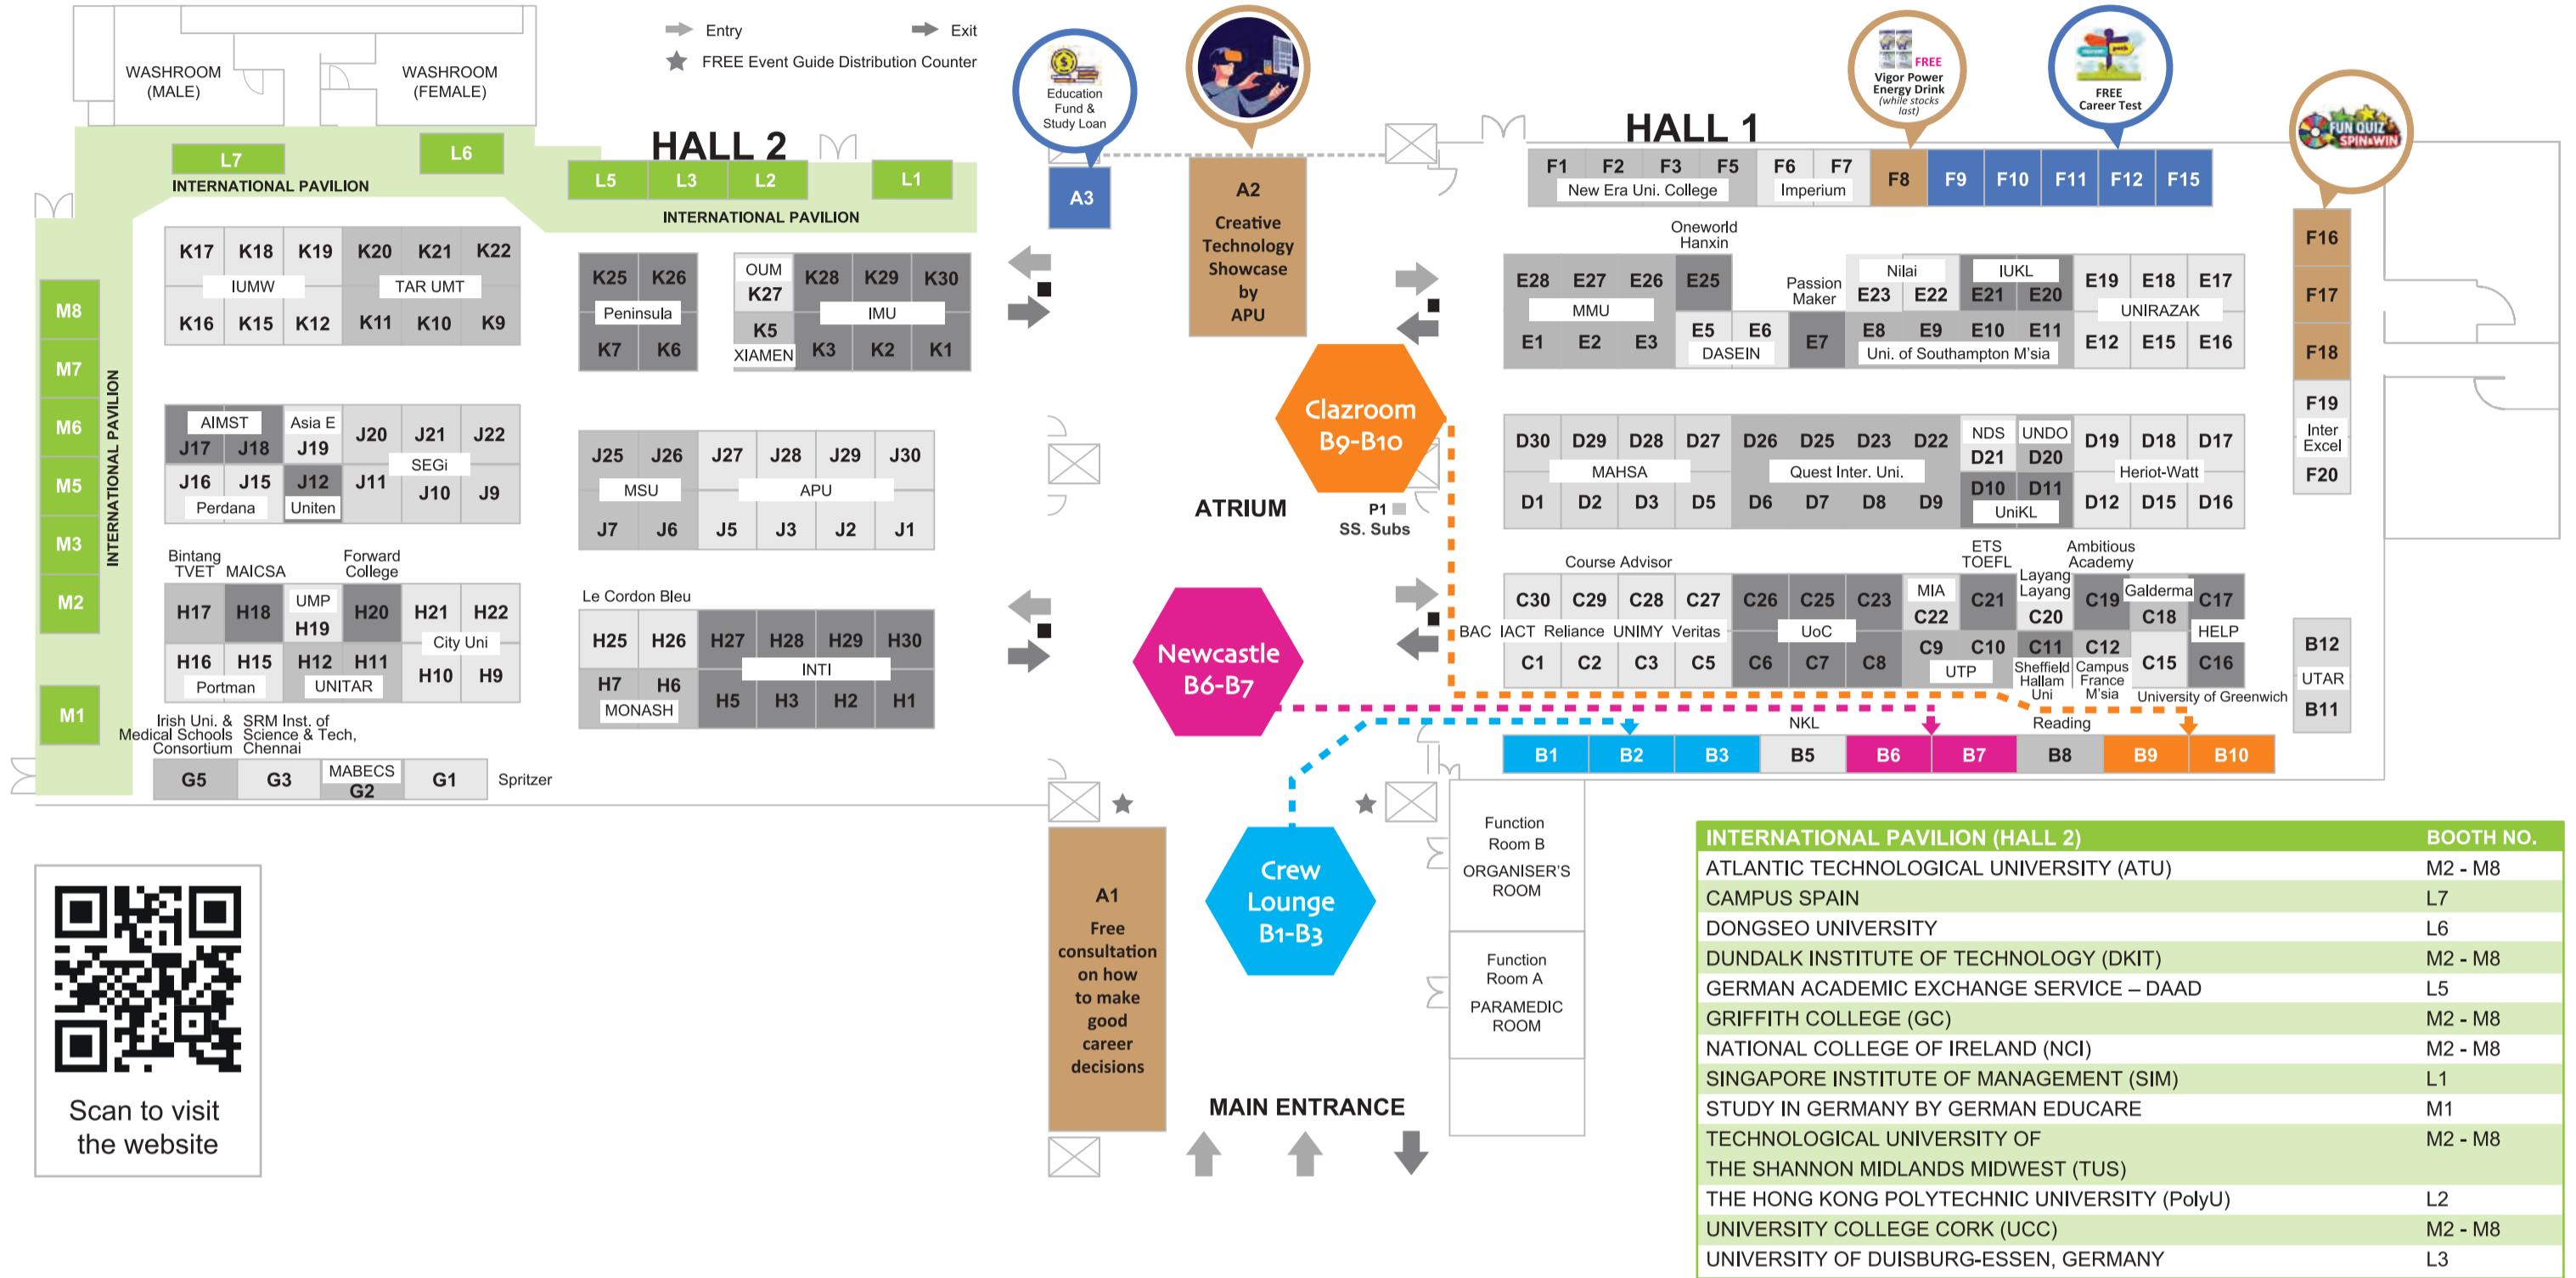 Entry
Exit
FREE Event Guide Distribution Counter
WASHROOM
(MALE)
WASHROOM
(FEMALE)
HALL 2
L7
L6
INTERNATIONAL PAVILION
L5 L3 L2 L1
INTERNATIONAL PAVILION
K17 K18 K19 K20 K21 K22
IUMW
TAR UMT
K16 K15 K12 K11 K10 K9
K25 K26
Peninsula
K7 K6
OUM
K27
K28 K29 K30
IMU
K5
XIAMEN
K3 K2 K1
M8
M7
M6
M5
M3
M2
M1
INTERNATIONAL PAVILION
AIMST
J17 J18
Asia E
J19
J20 J21 J22
SEGi
J16 J15
Perdana
J12
Uniten
J11 J10 J9
J25 J26 J27 J28 J29 J30
MSU
APU
J7 J6 J5 J3 J2 J1
Bintang
TVET
MAICSA
Forward
College
H17 H18
UMP
H19
H20 H21 H22
City Uni
H16 H15
Portman
H12 H11
UNITAR
H10 H9
Le Cordon Bleu
H25 H26 H27 H28 H29 H30
INTI
H7 H6
MONASH
H5 H3 H2 H1
Irish Uni. &
Medical Schools
Consortium
SRM Inst. of
Science & Tech,
Chennai
G5 G3
MABECS
G2
G1
Spritzer
Scan to visit
the website
Education
Fund &
Study Loan
A3
A2
Creative
Technology
Showcase
by
APU
Clazroom
B9-B10
ATRIUM
P1
SS. Subs
Newcastle
B6-B7
Crew
Lounge
B1-B3
A1
Free
consultation
on how
to make
good
career
decisions
Function
Room B
ORGANISER'S
ROOM
Function
Room A
PARAMEDIC
ROOM
MAIN ENTRANCE
HALL 1
FREE
Vigor Power
Energy Drink
(while stocks
last)
FREE
Career Test
FUN QUIZ
SPIN&WIN
F1 F2 F3 F5 F6 F7 F8 F9 F10 F11 F12 F15
New Era Uni. College
Imperium
F16
F17
F18
F19
Inter
Excel
F20
Oneworld
Hanxin
E28 E27 E26 E25
MMU
E1 E2 E3
E5 E6
DASEIN
Passion
Maker
E7
Nilai
E23 E22
IUKL
E21 E20
E19 E18 E17
UNIRAZAK
E8 E9 E10 E11
Uni. of Southampton M'sia
E12 E15 E16
D30 D29 D28 D27 D26 D25 D23 D22
MAHSA
Quest Inter. Uni.
D1 D2 D3 D5 D6 D7 D8 D9
NDS
D21
UNDO
D20
D19 D18 D17
Heriot-Watt
D10 D11
UniKL
D12 D15 D16
Course Advisor
ETS
TOEFL
Layang
Layang
Ambitious
Academy
C30 C29 C28 C27 C26 C25 C23
MIA
C22
C21
C20
C19
Galderma
C18
C17
BAC IACT Reliance UNIMY Veritas
UoC
HELP
C1 C2 C3 C5 C6 C7 C8
C9 C10
UTP
C11
Sheffield
Hallam
Uni
C12
Campus
France
M'sia
C15
C16
University of Greenwich
B12
UTAR
B11
NKL
Reading
B1 B2 B3 B5 B6 B7 B8 B9 B10
INTERNATIONAL PAVILION (HALL 2) BOOTH NO.
ATLANTIC TECHNOLOGICAL UNIVERSITY (ATU) M2 - M8
CAMPUS SPAIN L7
DONGSEO UNIVERSITY L6
DUNDALK INSTITUTE OF TECHNOLOGY (DKIT) M2 - M8
GERMAN ACADEMIC EXCHANGE SERVICE – DAAD L5
GRIFFITH COLLEGE (GC) M2 - M8
NATIONAL COLLEGE OF IRELAND (NCI) M2 - M8
SINGAPORE INSTITUTE OF MANAGEMENT (SIM) L1
STUDY IN GERMANY BY GERMAN EDUCARE M1
TECHNOLOGICAL UNIVERSITY OF M2 - M8
THE SHANNON MIDLANDS MIDWEST (TUS)
THE HONG KONG POLYTECHNIC UNIVERSITY (PolyU) L2
UNIVERSITY COLLEGE CORK (UCC) M2 - M8
UNIVERSITY OF DUISBURG-ESSEN, GERMANY L3